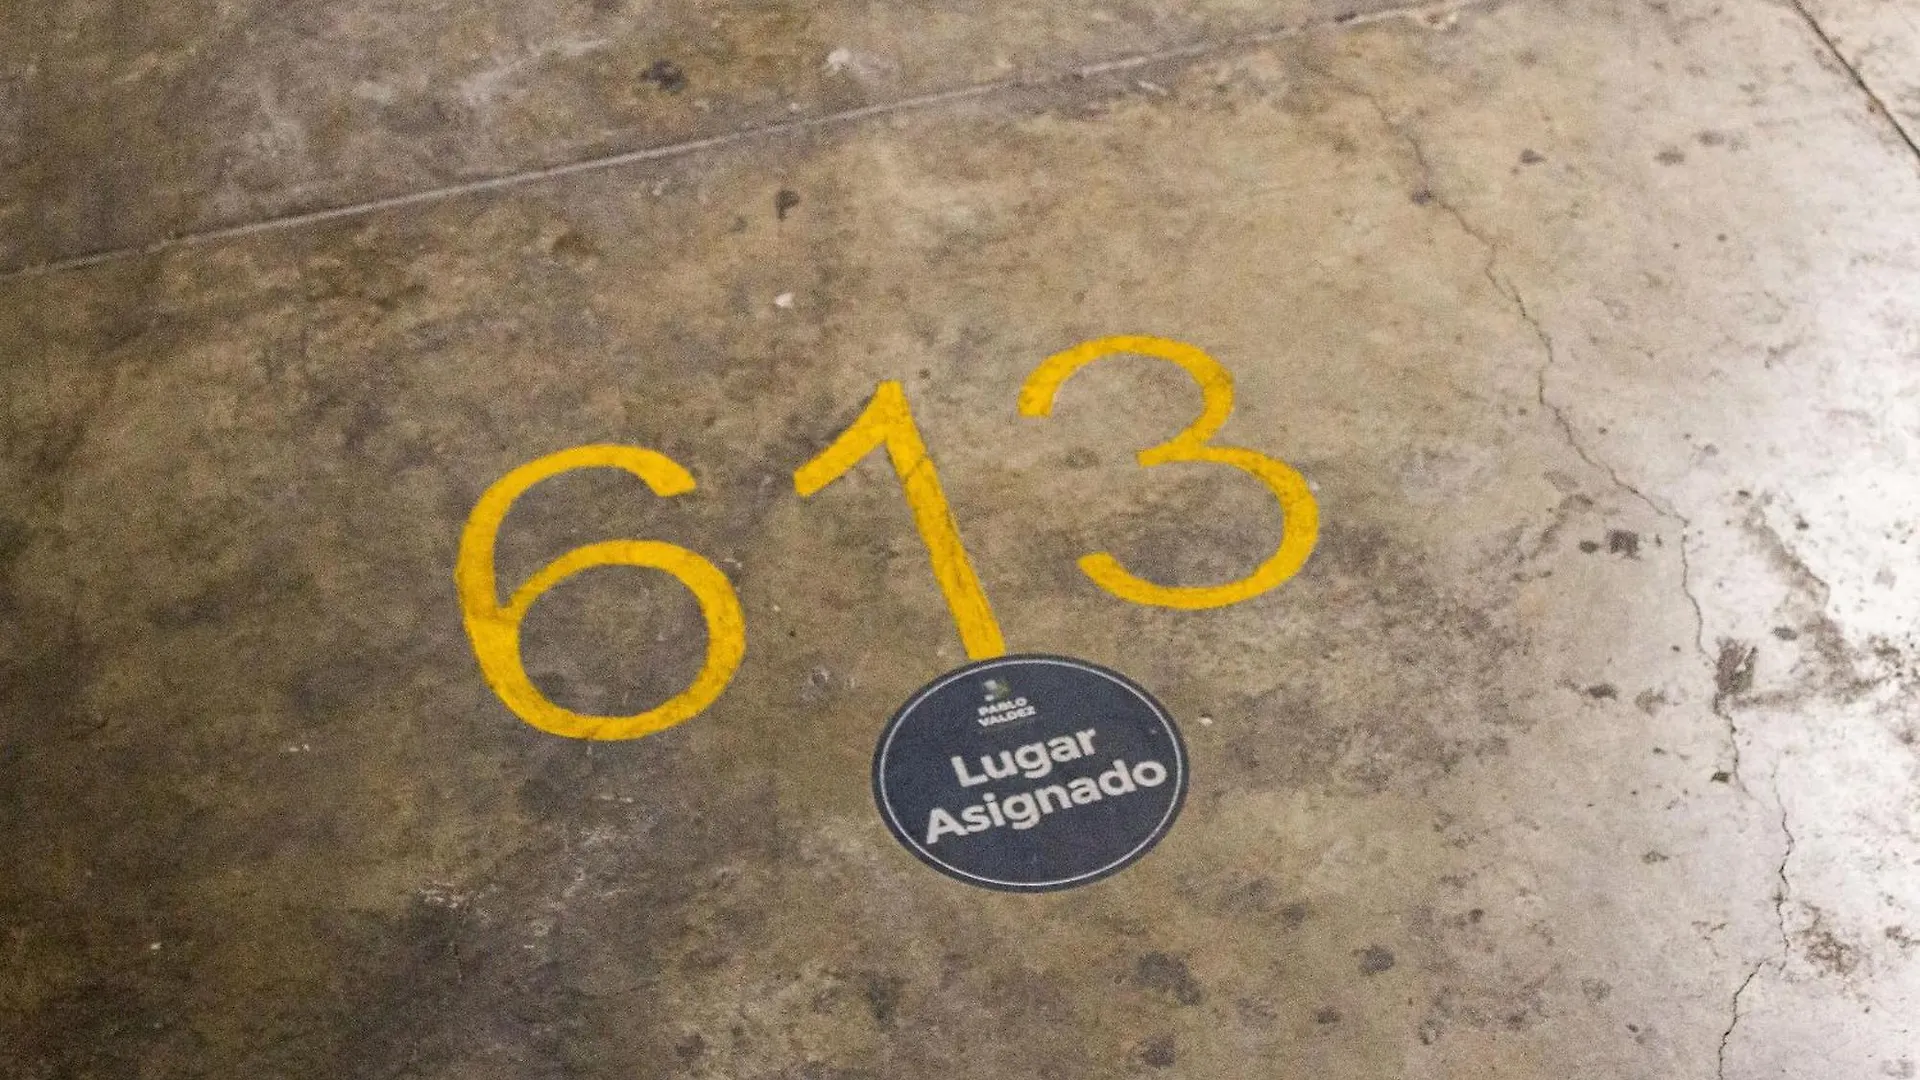 613
PABLO
VALDEZ
Lugar
Asignado